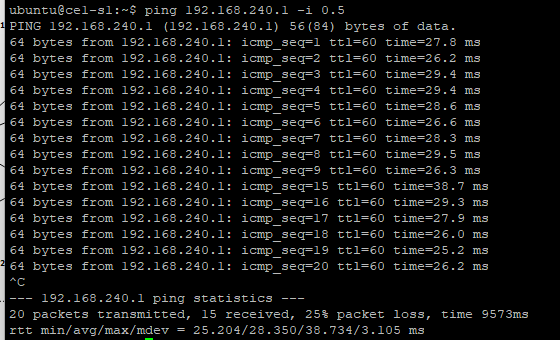 ubuntu@ce1-s1:~$ ping 192.168.240.1 -i 0.5
PING 192.168.240.1 (192.168.240.1) 56(84) bytes of data.
64 bytes from 192.168.240.1: icmp_seq=1 ttl=60 time=27.8 ms
64 bytes from 192.168.240.1: icmp_seq=2 ttl=60 time=26.2 ms
64 bytes from 192.168.240.1: icmp_seq=3 ttl=60 time=29.4 ms
64 bytes from 192.168.240.1: icmp_seq=4 ttl=60 time=29.4 ms
64 bytes from 192.168.240.1: icmp_seq=5 ttl=60 time=28.6 ms
64 bytes from 192.168.240.1: icmp_seq=6 ttl=60 time=26.6 ms
64 bytes from 192.168.240.1: icmp_seq=7 ttl=60 time=28.3 ms
64 bytes from 192.168.240.1: icmp_seq=8 ttl=60 time=29.5 ms
64 bytes from 192.168.240.1: icmp_seq=9 ttl=60 time=26.3 ms
64 bytes from 192.168.240.1: icmp_seq=15 ttl=60 time=38.7 ms
64 bytes from 192.168.240.1: icmp_seq=16 ttl=60 time=29.3 ms
64 bytes from 192.168.240.1: icmp_seq=17 ttl=60 time=27.9 ms
64 bytes from 192.168.240.1: icmp_seq=18 ttl=60 time=26.0 ms
64 bytes from 192.168.240.1: icmp_seq=19 ttl=60 time=25.2 ms
64 bytes from 192.168.240.1: icmp_seq=20 ttl=60 time=26.2 ms
^C
--- 192.168.240.1 ping statistics ---
20 packets transmitted, 15 received, 25% packet loss, time 9573ms
rtt min/avg/max/mdev = 25.204/28.350/38.734/3.105 ms